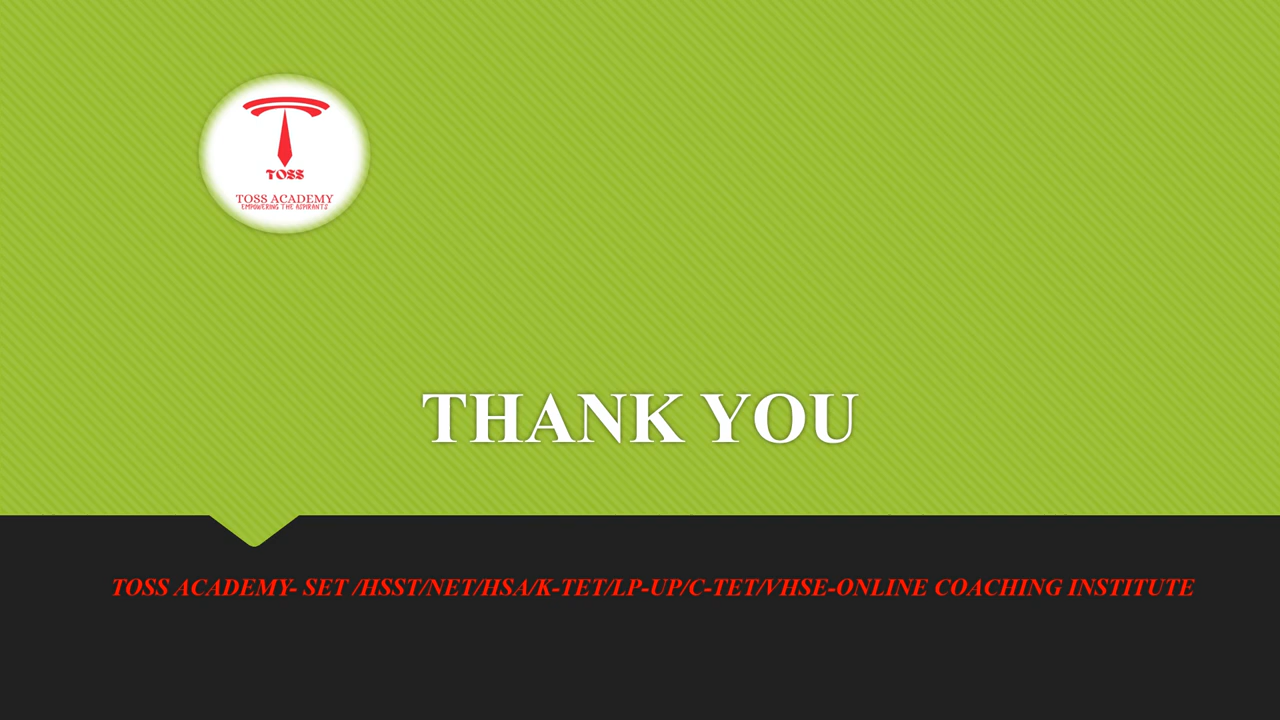 TOSS
TOSS ACADEMY
EMPOWERING THE ASPIRANTS
THANK YOU
TOSS ACADEMY- SET /HSST/NET/HSA/K-TET/LP-UP/C-TET/VHSE-ONLINE COACHING INSTITUTE